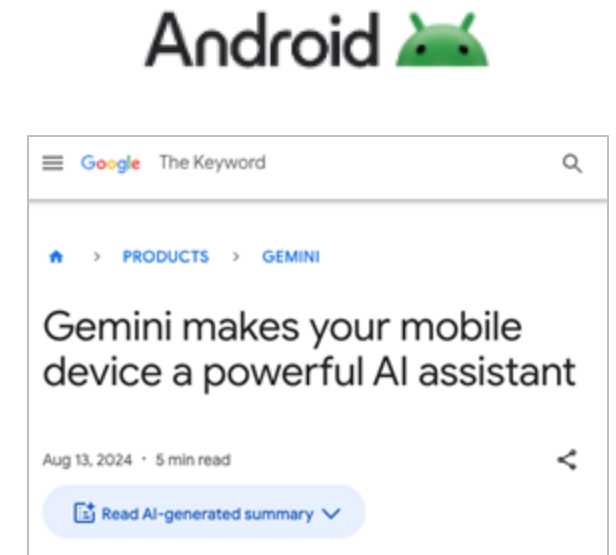 Android
Google The Keyword
PRODUCTS > GEMINI
Gemini makes your mobile
device a powerful AI assistant
Aug 13, 2024 · 5 min read
Read AI-generated summary